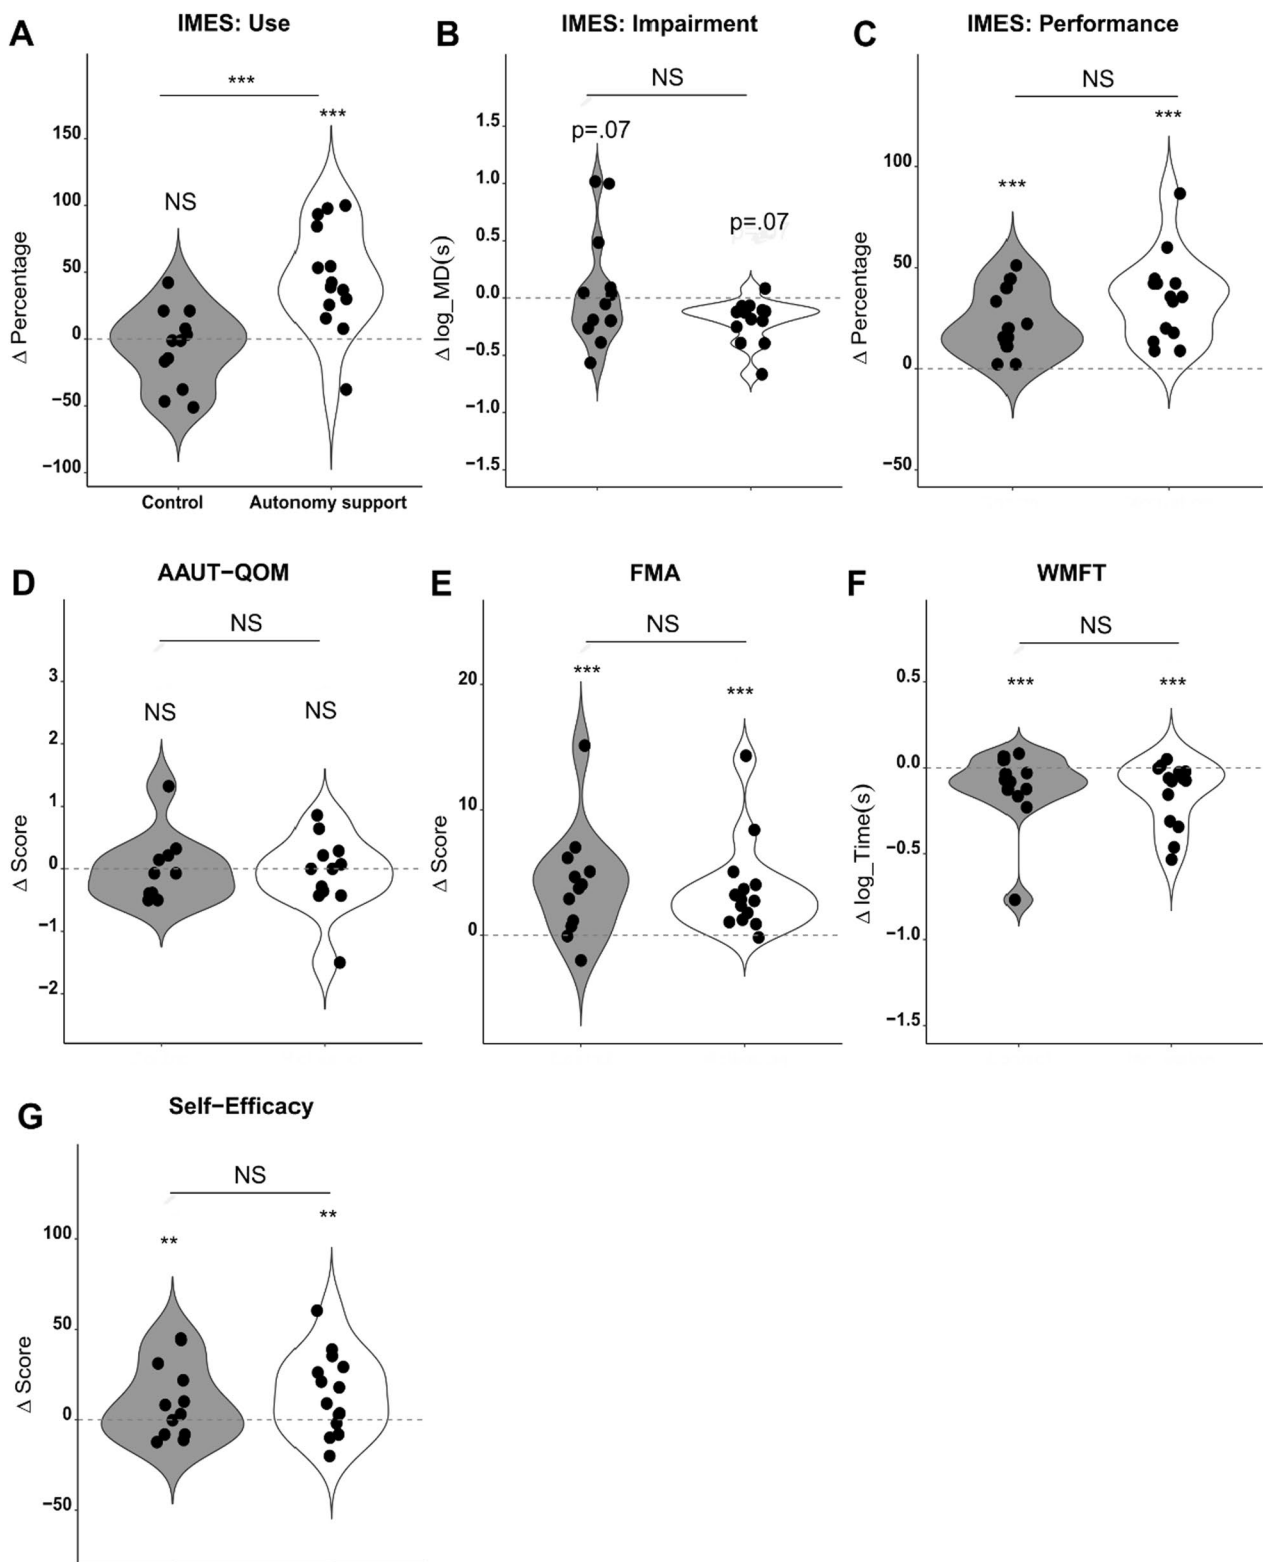 A IMES: Use
***
***
NS
Δ Percentage
150
100
50
0
−50
−100
Control Autonomy support
B IMES: Impairment
NS
p=.07
p=.07
Δ log_MD(s)
1.5
1.0
0.5
0.0
−0.5
−1.0
−1.5
C IMES: Performance
NS
***
***
Δ Percentage
100
50
0
−50
D AAUT−QOM
NS
NS NS
Δ Score
3
2
1
0
−1
−2
E FMA
NS
***
***
Δ Score
20
10
0
F WMFT
NS
*** ***
Δ log_Time(s)
0.5
0.0
−0.5
−1.0
−1.5
G Self−Efficacy
NS
**
**
Δ Score
100
50
0
−50